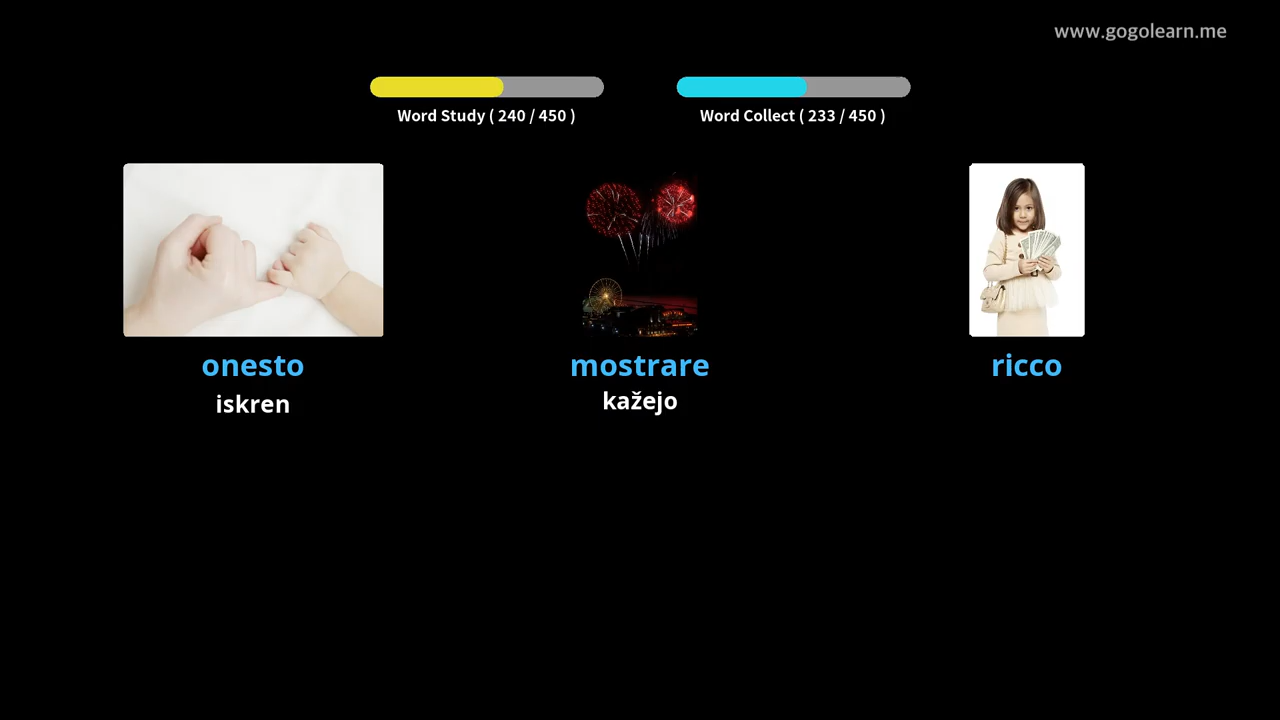 www.gogolearn.me
Word Study ( 240 / 450 )
Word Collect ( 233 / 450 )
onesto
mostrare
ricco
iskren
kažejo